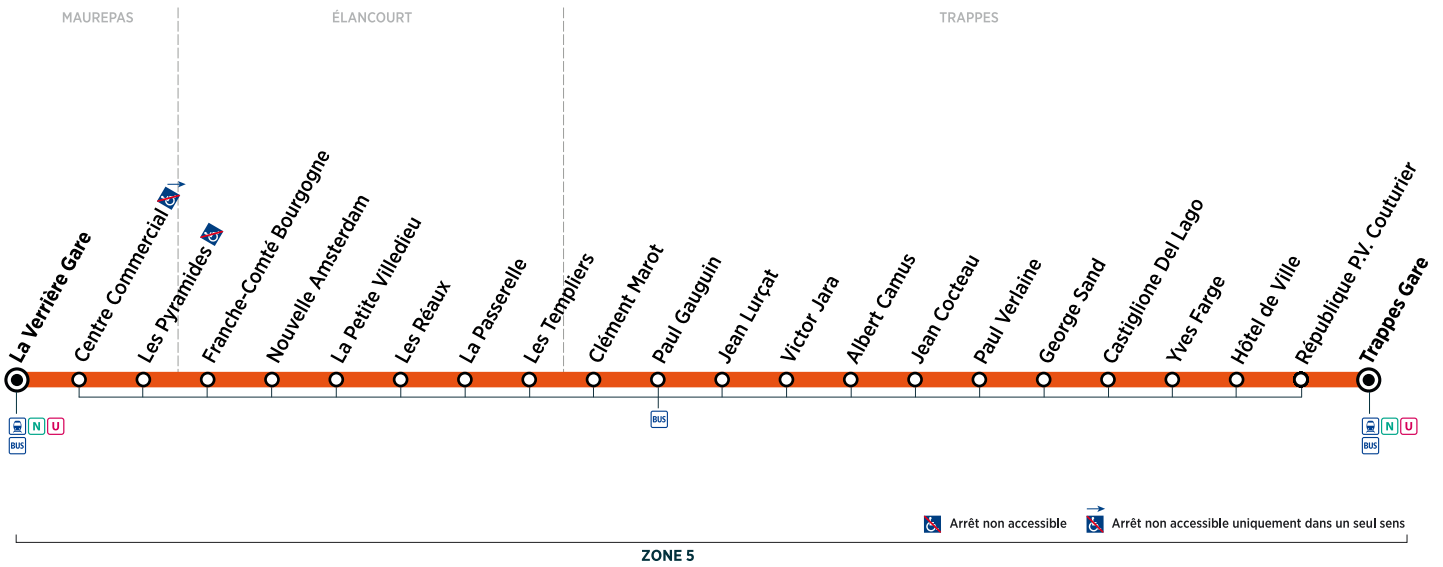 MAUREPAS
ÉLANCOURT
TRAPPES
La Verrière Gare
Centre Commercial
Les Pyramides
Franche-Comté Bourgogne
Nouvelle Amsterdam
La Petite Villedieu
Les Réaux
La Passerelle
Les Templiers
Clément Marot
Paul Gauguin
Jean Lurçat
Victor Jara
Albert Camus
Jean Cocteau
Paul Verlaine
George Sand
Castiglione Del Lago
Yves Farge
Hôtel de Ville
République P.V. Couturier
Trappes Gare
N U
BUS
BUS
N U
BUS
Arrêt non accessible
Arrêt non accessible uniquement dans un seul sens
ZONE 5